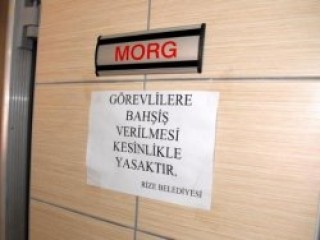 MORG
GÖREVLİLERE
BAHŞİŞ
VERİLMESİ
KESİNLİKLE
YASAKTIR.
RİZE BELEDİYESİ